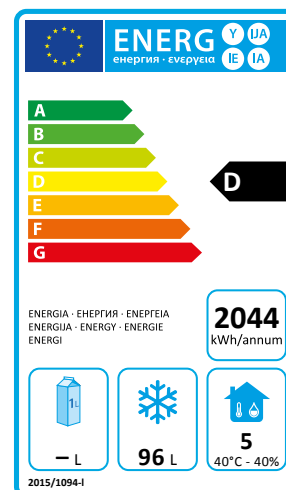 ENERG Y IJA
енергия · ενεργεια IE IA
A
B
C
D
D
E
F
G
ENERGIA · ЕНЕРГИЯ · ΕΝΕΡΓΕΙΑ
ENERGIJA · ENERGY · ENERGIE
ENERGI
2044
kWh/annum
1L
– L
96 L
5
40°C - 40%
2015/1094-I